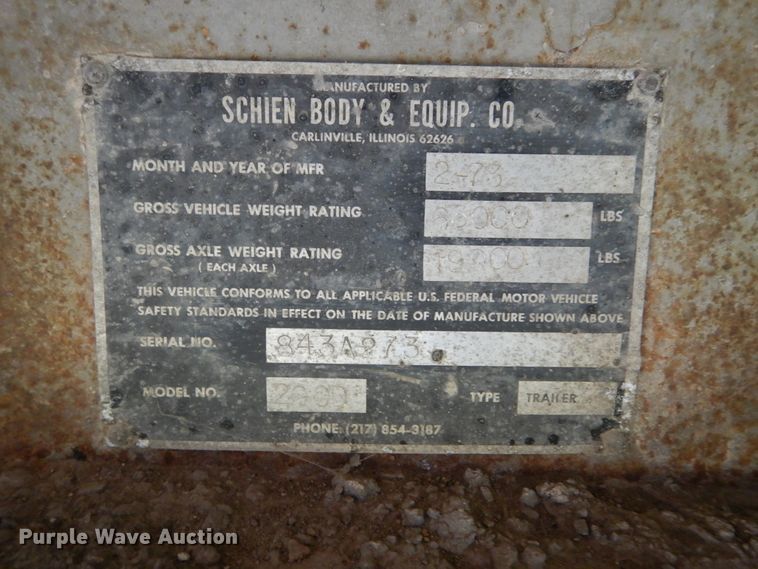 MANUFACTURED BY
SCHIEN BODY & EQUIP. CO.
CARLINVILLE, ILLINOIS 62626
MONTH AND YEAR OF MFR 2-73
GROSS VEHICLE WEIGHT RATING LBS
GROSS AXLE WEIGHT RATING LBS
(EACH AXLE)
THIS VEHICLE CONFORMS TO ALL APPLICABLE U.S. FEDERAL MOTOR VEHICLE
SAFETY STANDARDS IN EFFECT ON THE DATE OF MANUFACTURE SHOWN ABOVE
SERIAL NO. 843A273
MODEL NO. TYPE TRAILER
PHONE: (217) 854-3187
Purple Wave Auction